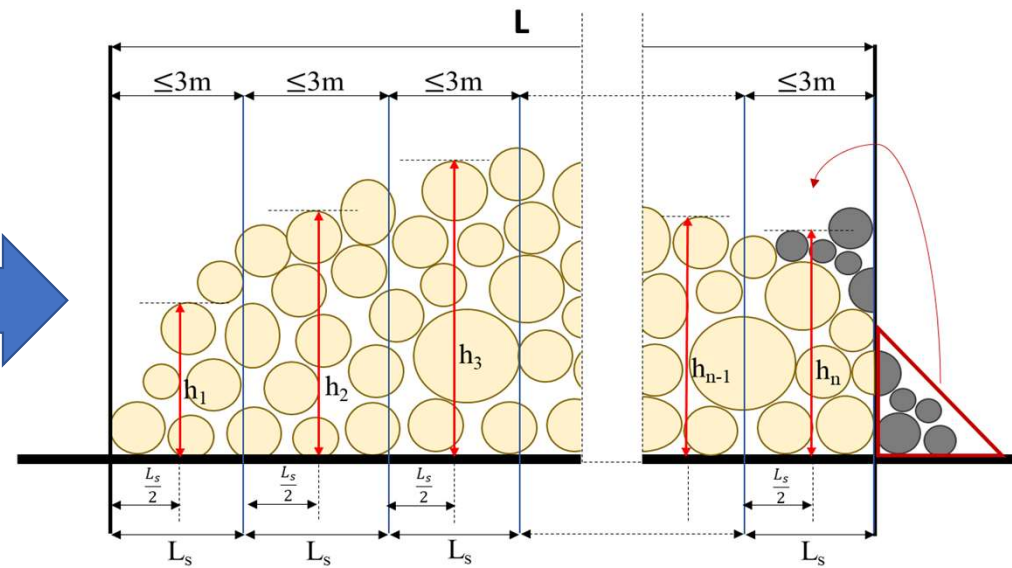 L
≤3m ≤3m ≤3m ≤3m
h₁ h₂ h₃ hₙ₋₁ hₙ
Lₛ/2 Lₛ/2 Lₛ/2 Lₛ/2
Lₛ Lₛ Lₛ Lₛ